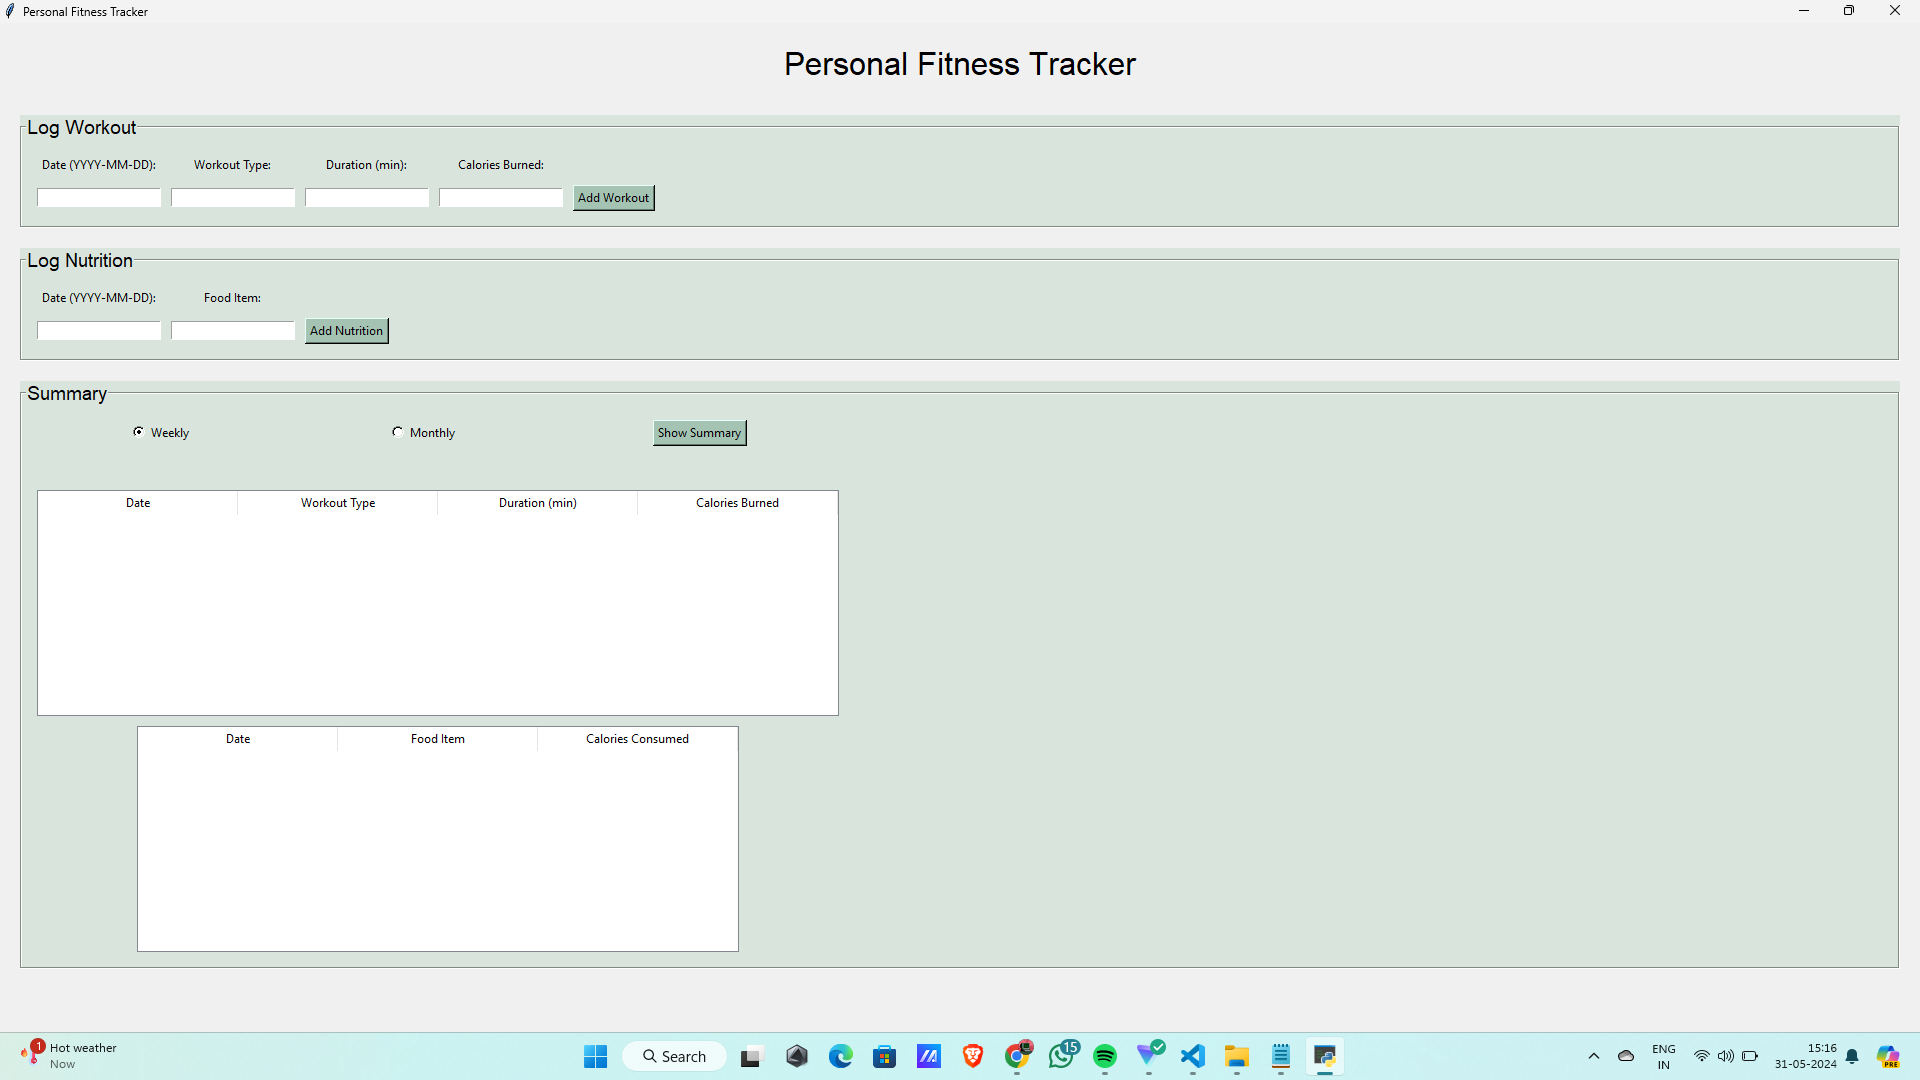 Personal Fitness Tracker
Personal Fitness Tracker
Log Workout
Date (YYYY-MM-DD): Workout Type: Duration (min): Calories Burned:
Add Workout
Log Nutrition
Date (YYYY-MM-DD): Food Item:
Add Nutrition
Summary
Weekly Monthly Show Summary
Date Workout Type Duration (min) Calories Burned
Date Food Item Calories Consumed
1 Hot weather
Now
Search
15
ENG
IN
15:16
31-05-2024
PRE